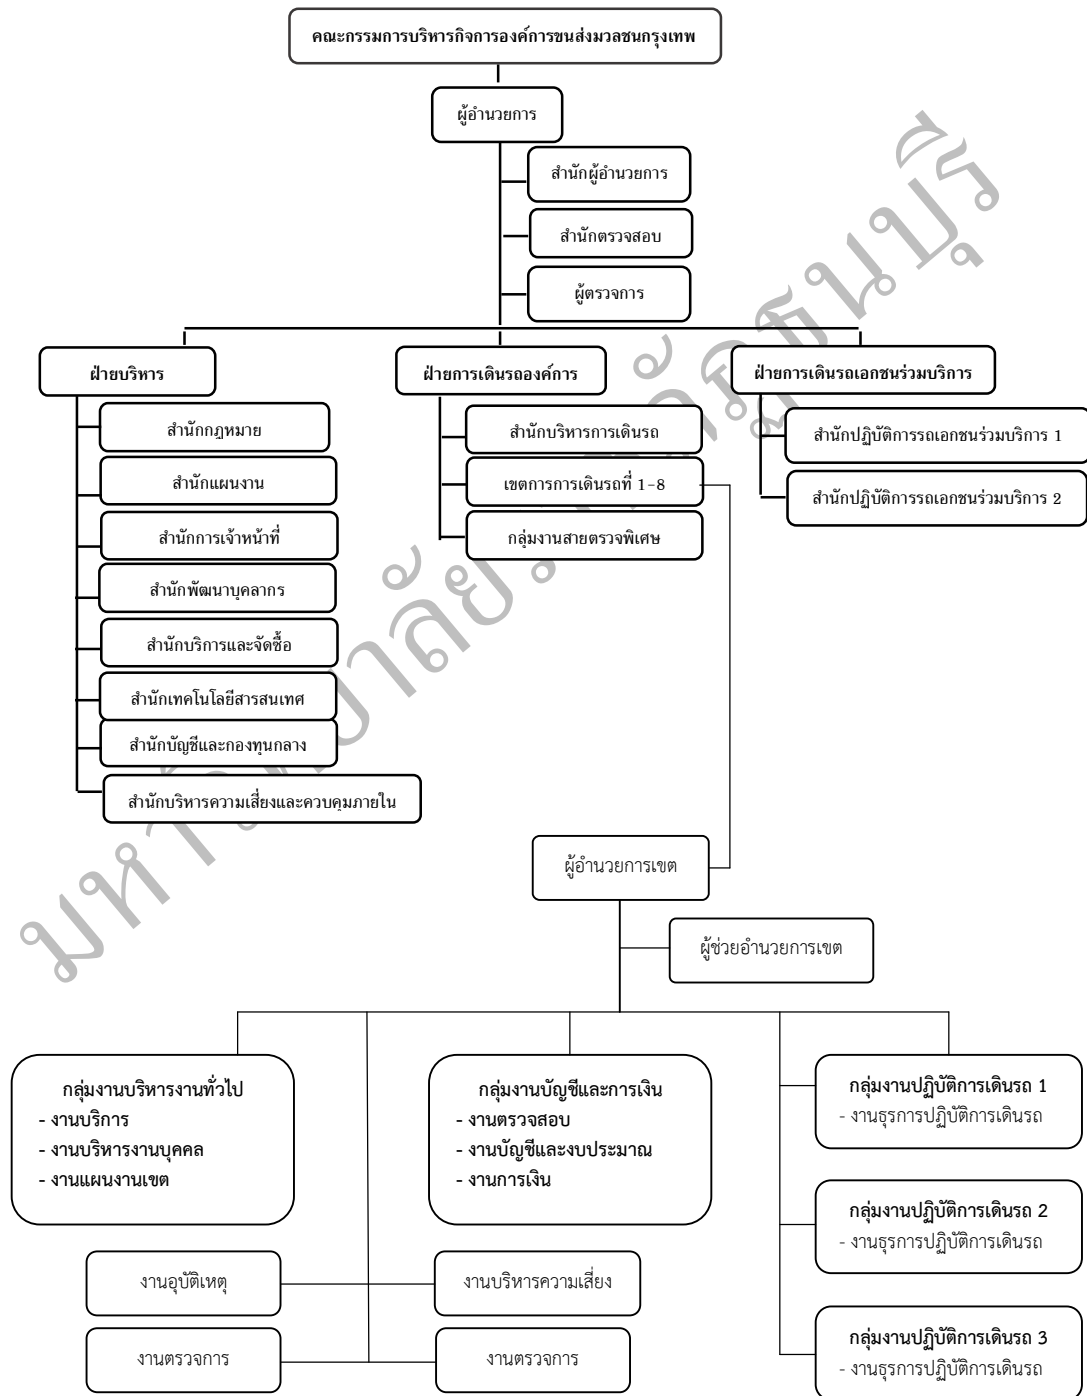 คณะกรรมการบริหารกิจการองค์การขนส่งมวลชนกรุงเทพ
ผู้อำนวยการ
สำนักผู้อำนวยการ
สำนักตรวจสอบ
ผู้ตรวจการ
ฝ่ายบริหาร
สำนักกฎหมาย
สำนักแผนงาน
สำนักการเจ้าหน้าที่
สำนักพัฒนาบุคลากร
สำนักบริการและจัดซื้อ
สำนักเทคโนโลยีสารสนเทศ
สำนักบัญชีและกองทุนกลาง
สำนักบริหารความเสี่ยงและควบคุมภายใน
ฝ่ายการเดินรถองค์การ
สำนักบริหารการเดินรถ
เขตการการเดินรถที่ 1-8
กลุ่มงานสายตรวจพิเศษ
ฝ่ายการเดินรถเอกชนร่วมบริการ
สำนักปฏิบัติการรถเอกชนร่วมบริการ 1
สำนักปฏิบัติการรถเอกชนร่วมบริการ 2
ผู้อำนวยการเขต
ผู้ช่วยอำนวยการเขต
กลุ่มงานบริหารงานทั่วไป
- งานบริการ
- งานบริหารงานบุคคล
- งานแผนงานเขต
กลุ่มงานบัญชีและการเงิน
- งานตรวจสอบ
- งานบัญชีและงบประมาณ
- งานการเงิน
กลุ่มงานปฏิบัติการเดินรถ 1
- งานธุรการปฏิบัติการเดินรถ
กลุ่มงานปฏิบัติการเดินรถ 2
- งานธุรการปฏิบัติการเดินรถ
กลุ่มงานปฏิบัติการเดินรถ 3
- งานธุรการปฏิบัติการเดินรถ
งานอุบัติเหตุ
งานบริหารความเสี่ยง
งานตรวจการ
งานตรวจการ